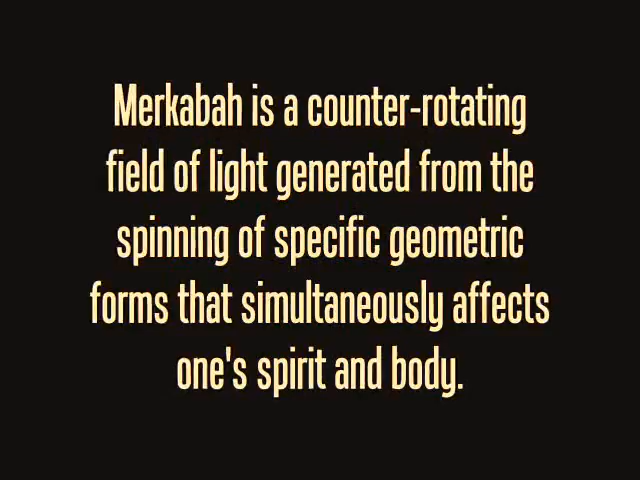 Merkabah is a counter-rotating
field of light generated from the
spinning of specific geometric
forms that simultaneously affects
one's spirit and body.